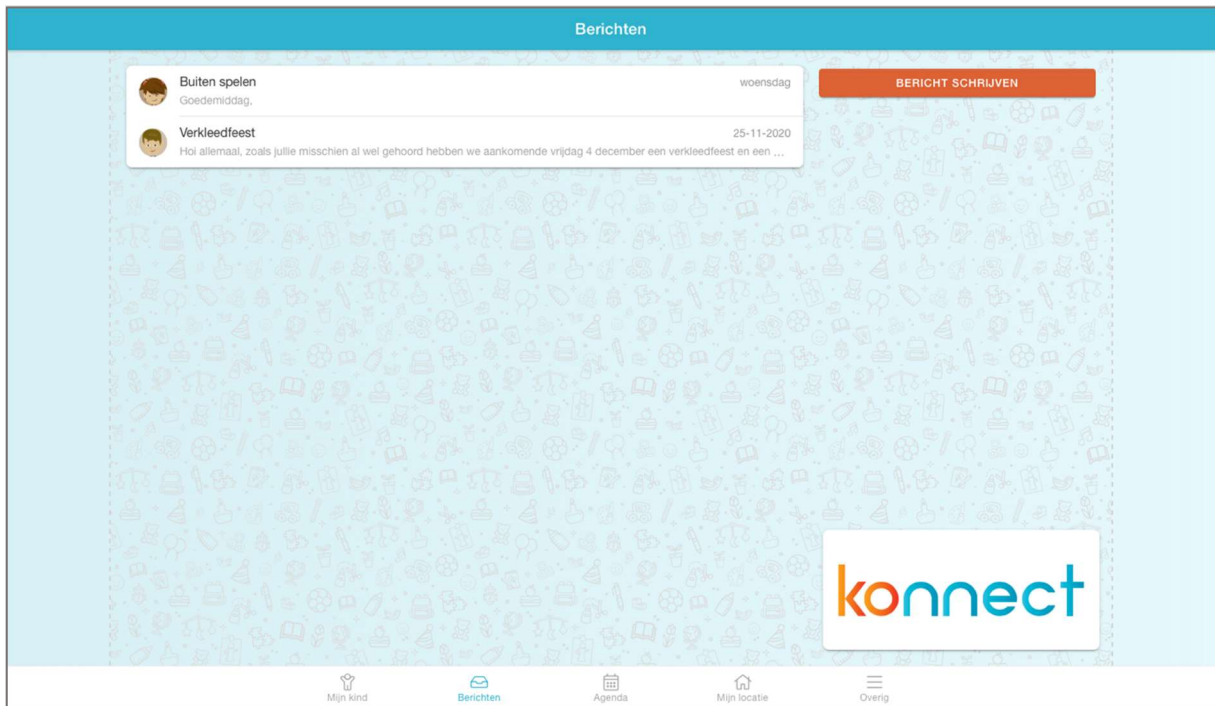 Berichten
Buiten spelen
woensdag
BERICHT SCHRIJVEN
Goedemiddag,
Verkleedfeest
25-11-2020
Hoi allemaal, zoals jullie misschien al wel gehoord hebben we aankomende vrijdag 4 december een verkleedfeest en een ...
konnect
Mijn kind
Berichten
Agenda
Mijn locatie
Overig